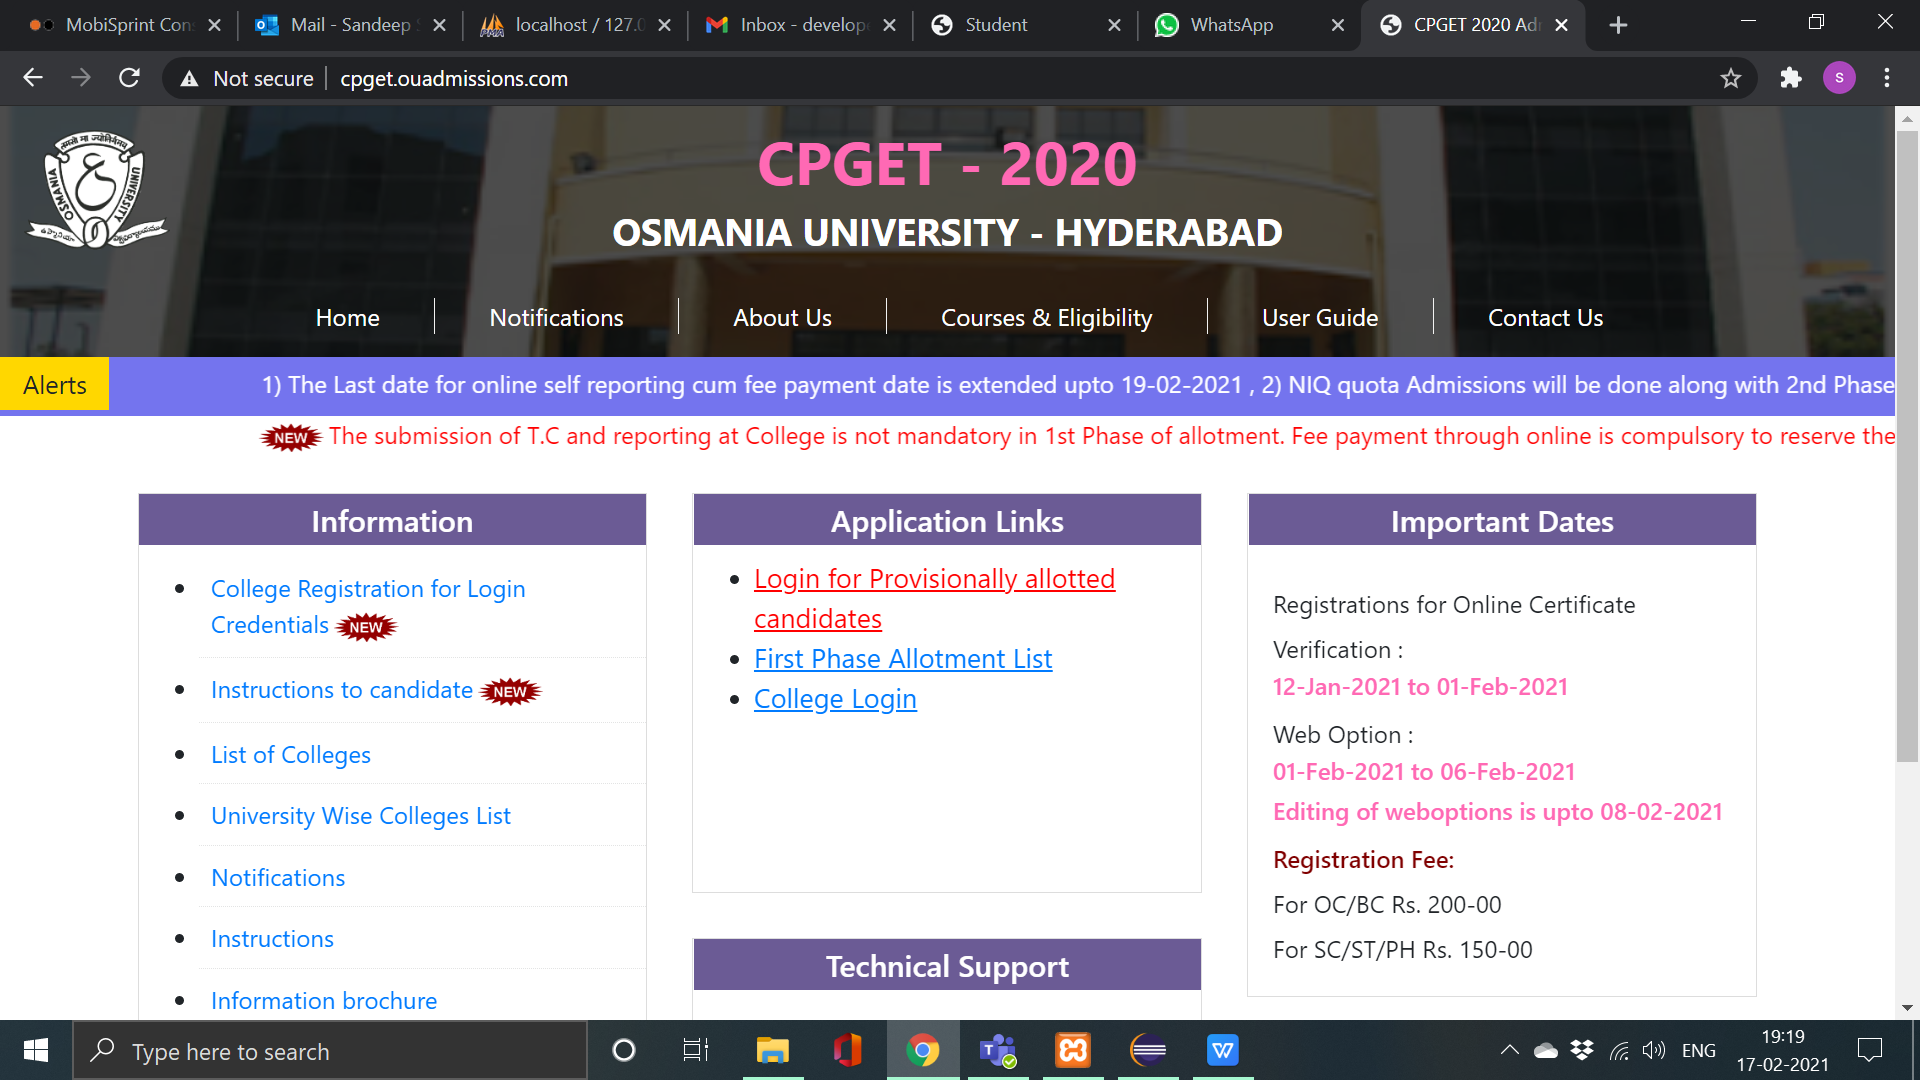 MobiSprint Con
Mail - Sandeep S
localhost / 127.0
Inbox - develop
Student
WhatsApp
CPGET 2020 Ad
Not secure
cpget.ouadmissions.com
S
OSMANIA UNIVERSITY
CPGET - 2020
OSMANIA UNIVERSITY - HYDERABAD
Home
Notifications
About Us
Courses & Eligibility
User Guide
Contact Us
Alerts
1) The Last date for online self reporting cum fee payment date is extended upto 19-02-2021 , 2) NIQ quota Admissions will be done along with 2nd Phase
NEW The submission of T.C and reporting at College is not mandatory in 1st Phase of allotment. Fee payment through online is compulsory to reserve the
Information
College Registration for Login
Credentials NEW
Instructions to candidate NEW
List of Colleges
University Wise Colleges List
Notifications
Instructions
Information brochure
Application Links
Login for Provisionally allotted
candidates
First Phase Allotment List
College Login
Technical Support
Important Dates
Registrations for Online Certificate
Verification :
12-Jan-2021 to 01-Feb-2021
Web Option :
01-Feb-2021 to 06-Feb-2021
Editing of weboptions is upto 08-02-2021
Registration Fee:
For OC/BC Rs. 200-00
For SC/ST/PH Rs. 150-00
Type here to search
ENG
19:19
17-02-2021